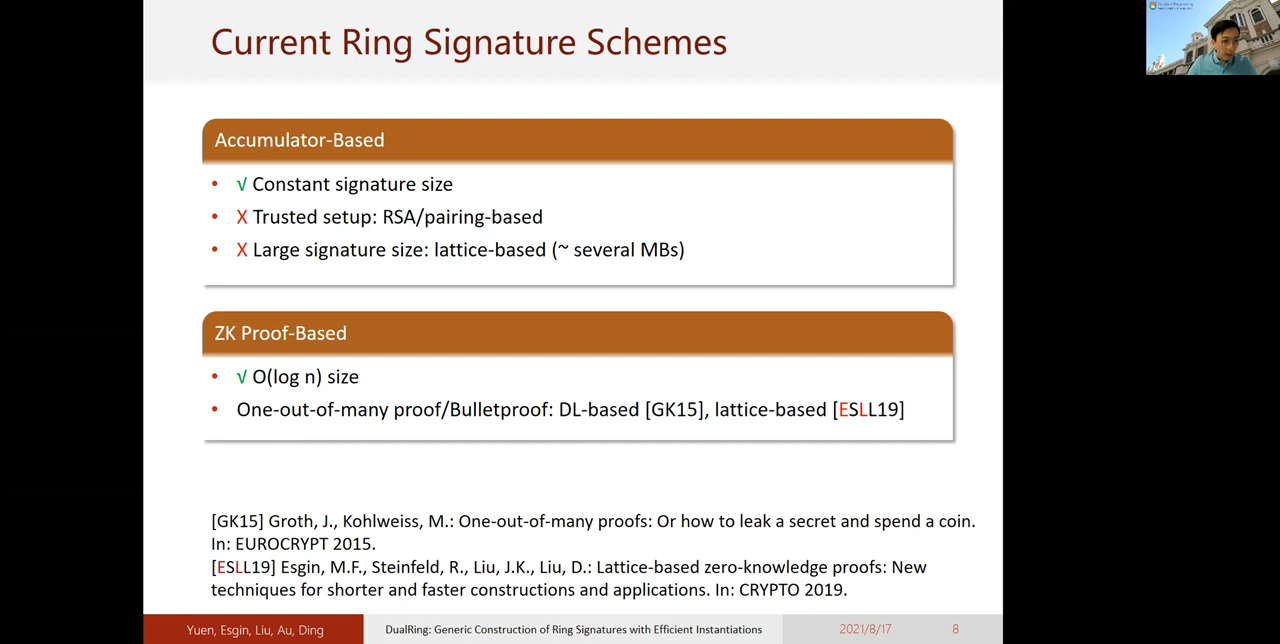 Current Ring Signature Schemes
Accumulator-Based
• √ Constant signature size
• X Trusted setup: RSA/pairing-based
• X Large signature size: lattice-based (~ several MBs)
ZK Proof-Based
• √ O(log n) size
• One-out-of-many proof/Bulletproof: DL-based [GK15], lattice-based [ESLL19]
[GK15] Groth, J., Kohlweiss, M.: One-out-of-many proofs: Or how to leak a secret and spend a coin.
In: EUROCRYPT 2015.
[ESLL19] Esgin, M.F., Steinfeld, R., Liu, J.K., Liu, D.: Lattice-based zero-knowledge proofs: New
techniques for shorter and faster constructions and applications. In: CRYPTO 2019.
Yuen, Esgin, Liu, Au, Ding
DualRing: Generic Construction of Ring Signatures with Efficient Instantiations
2021/8/17
8